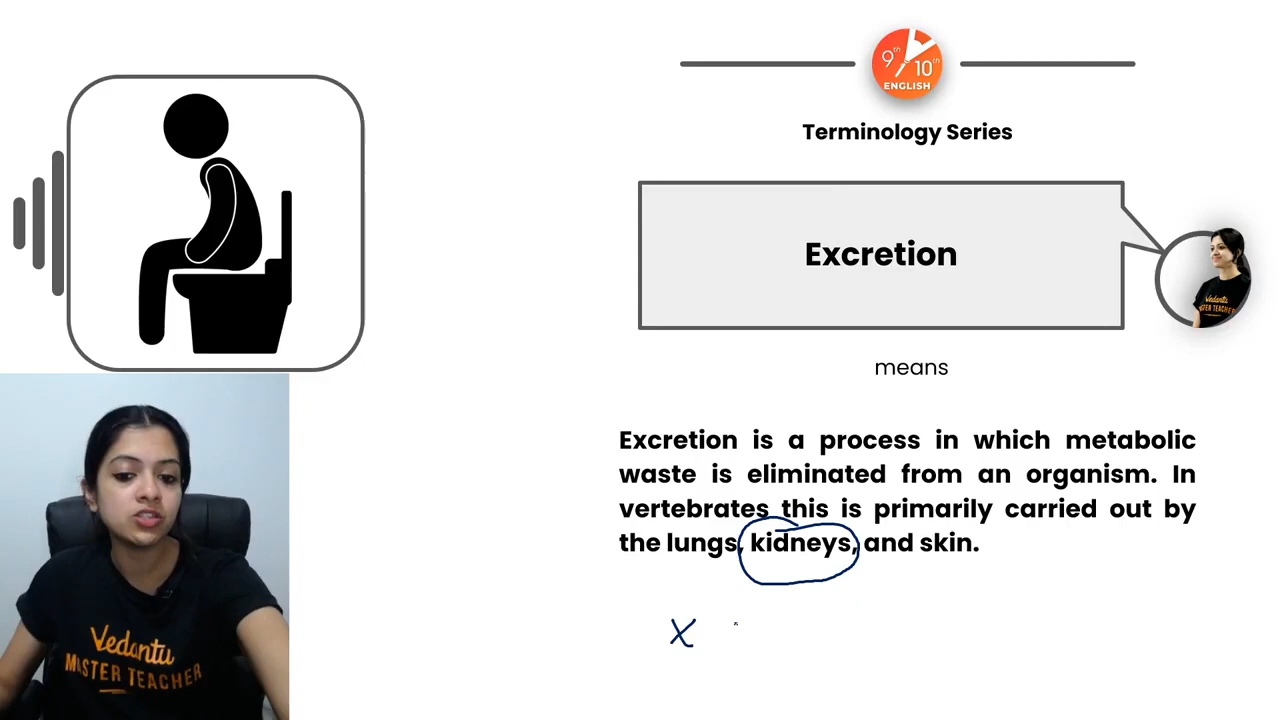 9th
10th
ENGLISH
Terminology Series
Excretion
Vedantu
MASTER TEACHER
means
Excretion is a process in which metabolic
waste is eliminated from an organism. In
vertebrates this is primarily carried out by
the lungs, kidneys, and skin.
X
Vedantu
MASTER TEACHER